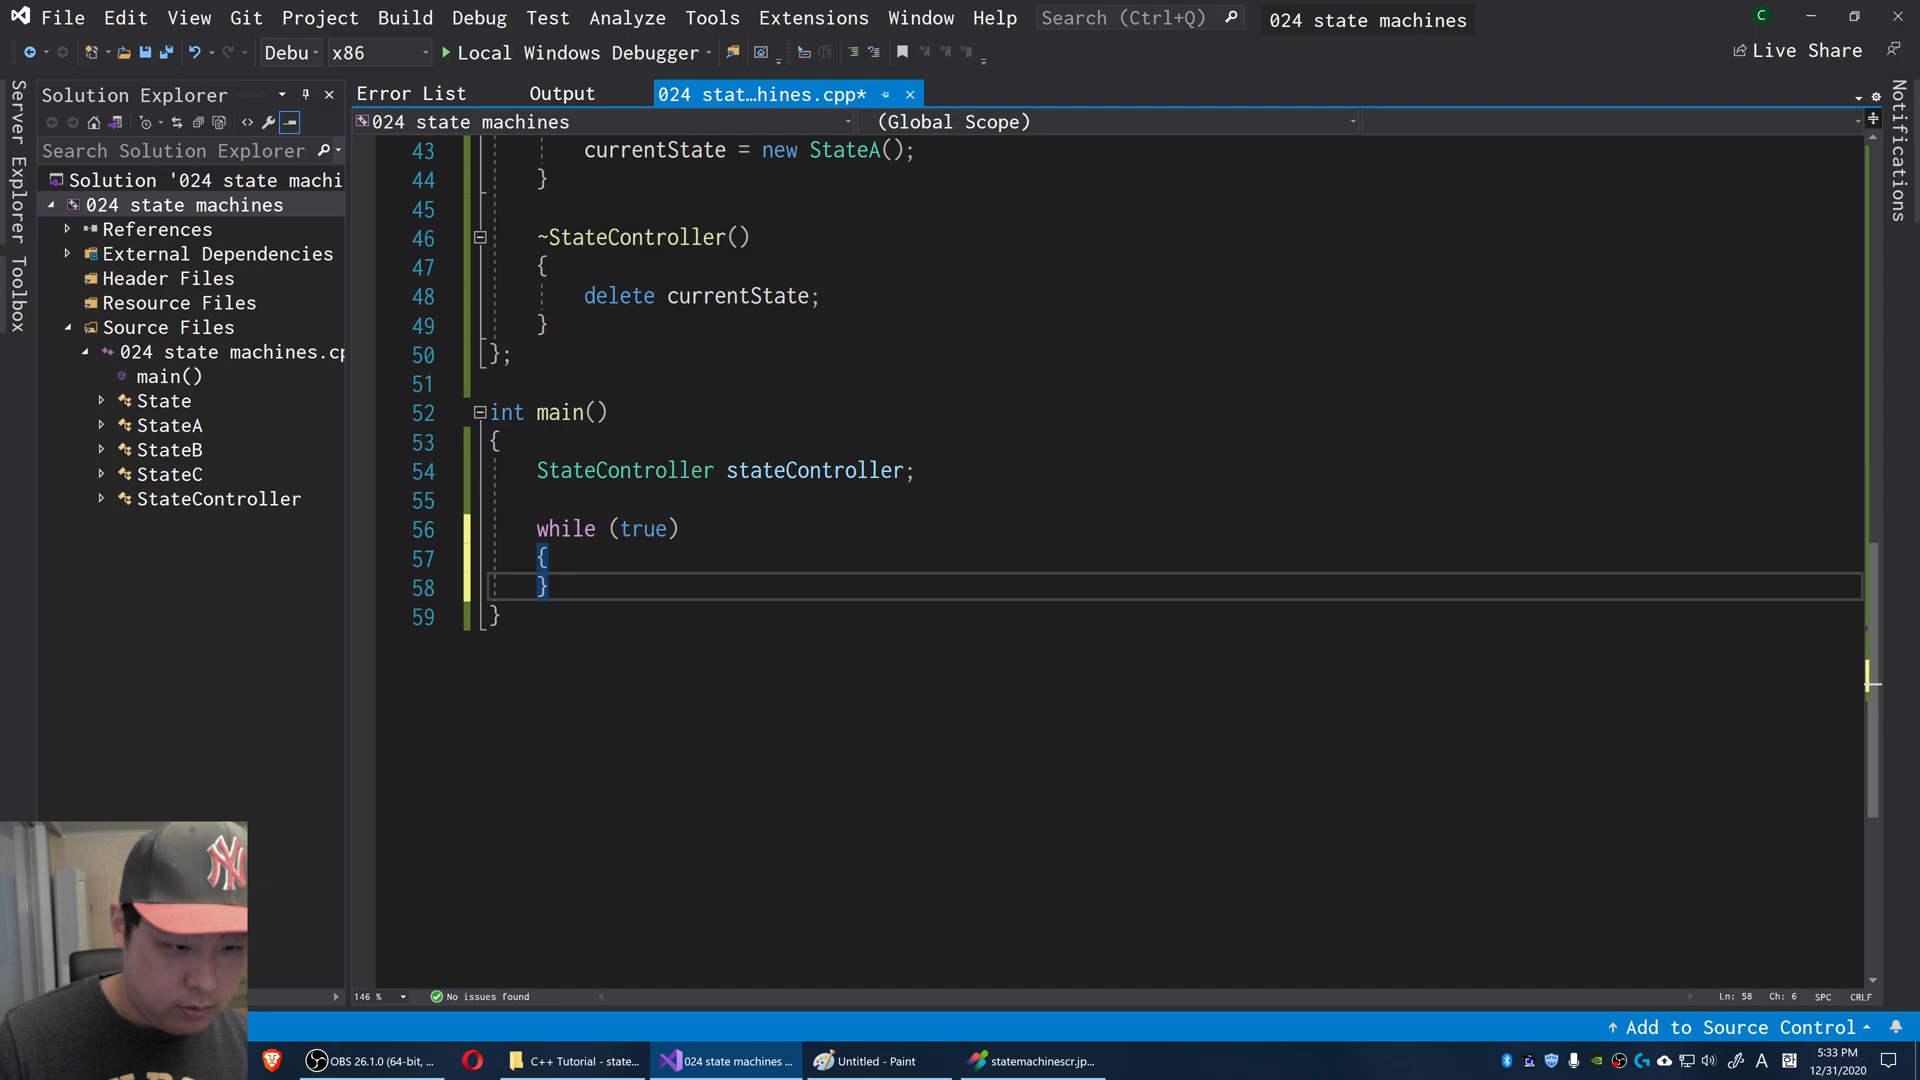 File Edit View Git Project Build Debug Test Analyze Tools Extensions Window Help Search (Ctrl+Q) 024 state machines C
Debu x86 Local Windows Debugger Live Share
Server Explorer
Toolbox
Solution Explorer
Search Solution Explorer
Solution '024 state machi
024 state machines
References
External Dependencies
Header Files
Resource Files
Source Files
024 state machines.cp
main()
State
StateA
StateB
StateC
StateController
Error List Output 024 stat…hines.cpp*
024 state machines (Global Scope)
43 currentState = new StateA();
44 }
45
46 ~StateController()
47 {
48 delete currentState;
49 }
50 };
51
52 int main()
53 {
54 StateController stateController;
55
56 while (true)
57 {
58 }
59 }
Notifications
146 % No issues found Ln: 58 Ch: 6 SPC CRLF
Add to Source Control
NY
OBS 26.1.0 (64-bit, ... C++ Tutorial - state... 024 state machines ... Untitled - Paint statemachinescr.jp... A 5:33 PM
12/31/2020